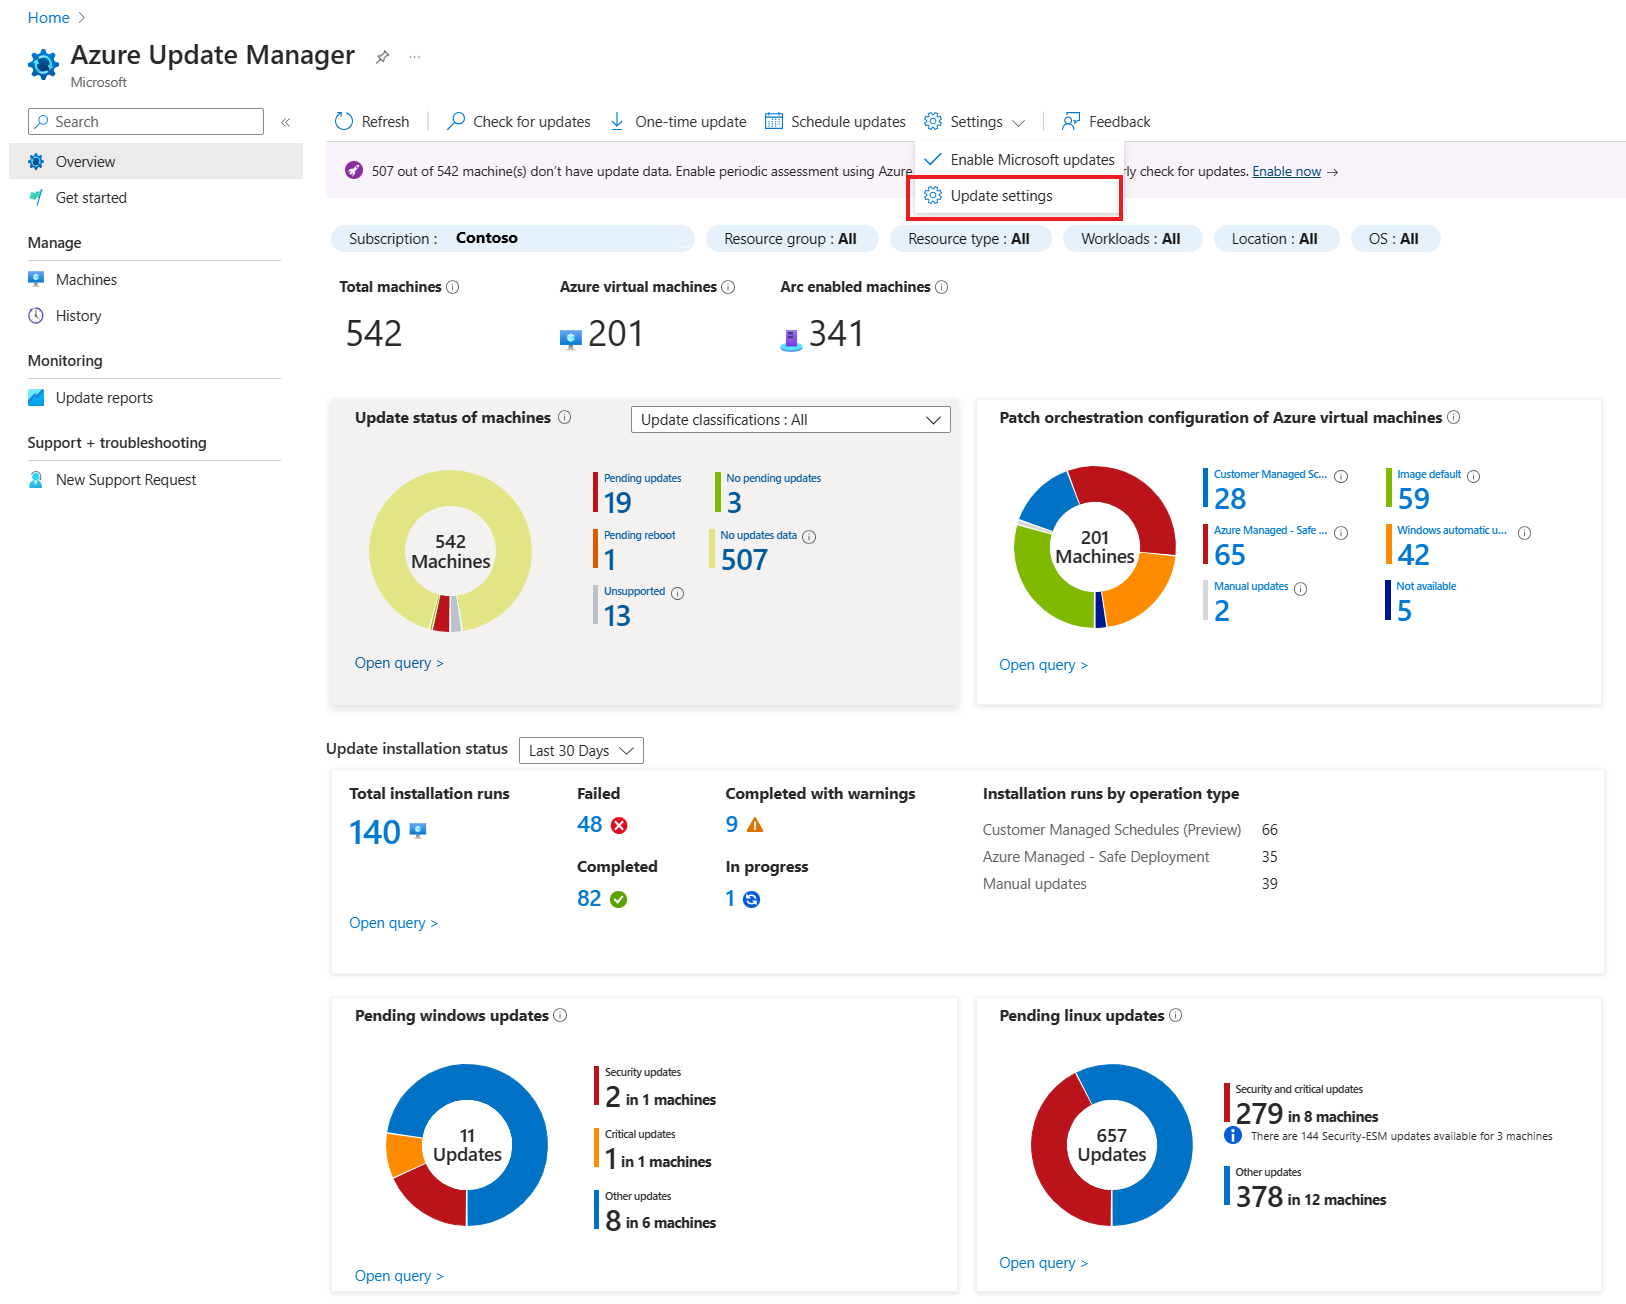 Home >
Azure Update Manager
Microsoft
Search
Overview
Get started
Manage
Machines
History
Monitoring
Update reports
Support + troubleshooting
New Support Request
Refresh
Check for updates
One-time update
Schedule updates
Settings
Feedback
Enable Microsoft updates
Update settings
507 out of 542 machine(s) don't have update data. Enable periodic assessment using Azure rly check for updates. Enable now →
Subscription : Contoso
Resource group : All
Resource type : All
Workloads : All
Location : All
OS : All
Total machines
542
Azure virtual machines
201
Arc enabled machines
341
Update status of machines
Update classifications : All
542
Machines
Pending updates
19
No pending updates
3
Pending reboot
1
No updates data
507
Unsupported
13
Open query >
Patch orchestration configuration of Azure virtual machines
201
Machines
Customer Managed Sc...
28
Image default
59
Azure Managed - Safe ...
65
Windows automatic u...
42
Manual updates
2
Not available
5
Open query >
Update installation status
Last 30 Days
Total installation runs
140
Open query >
Failed
48
Completed with warnings
9
Completed
82
In progress
1
Installation runs by operation type
Customer Managed Schedules (Preview) 66
Azure Managed - Safe Deployment 35
Manual updates 39
Pending windows updates
11
Updates
Security updates
2 in 1 machines
Critical updates
1 in 1 machines
Other updates
8 in 6 machines
Open query >
Pending linux updates
657
Updates
Security and critical updates
279 in 8 machines
There are 144 Security-ESM updates available for 3 machines
Other updates
378 in 12 machines
Open query >